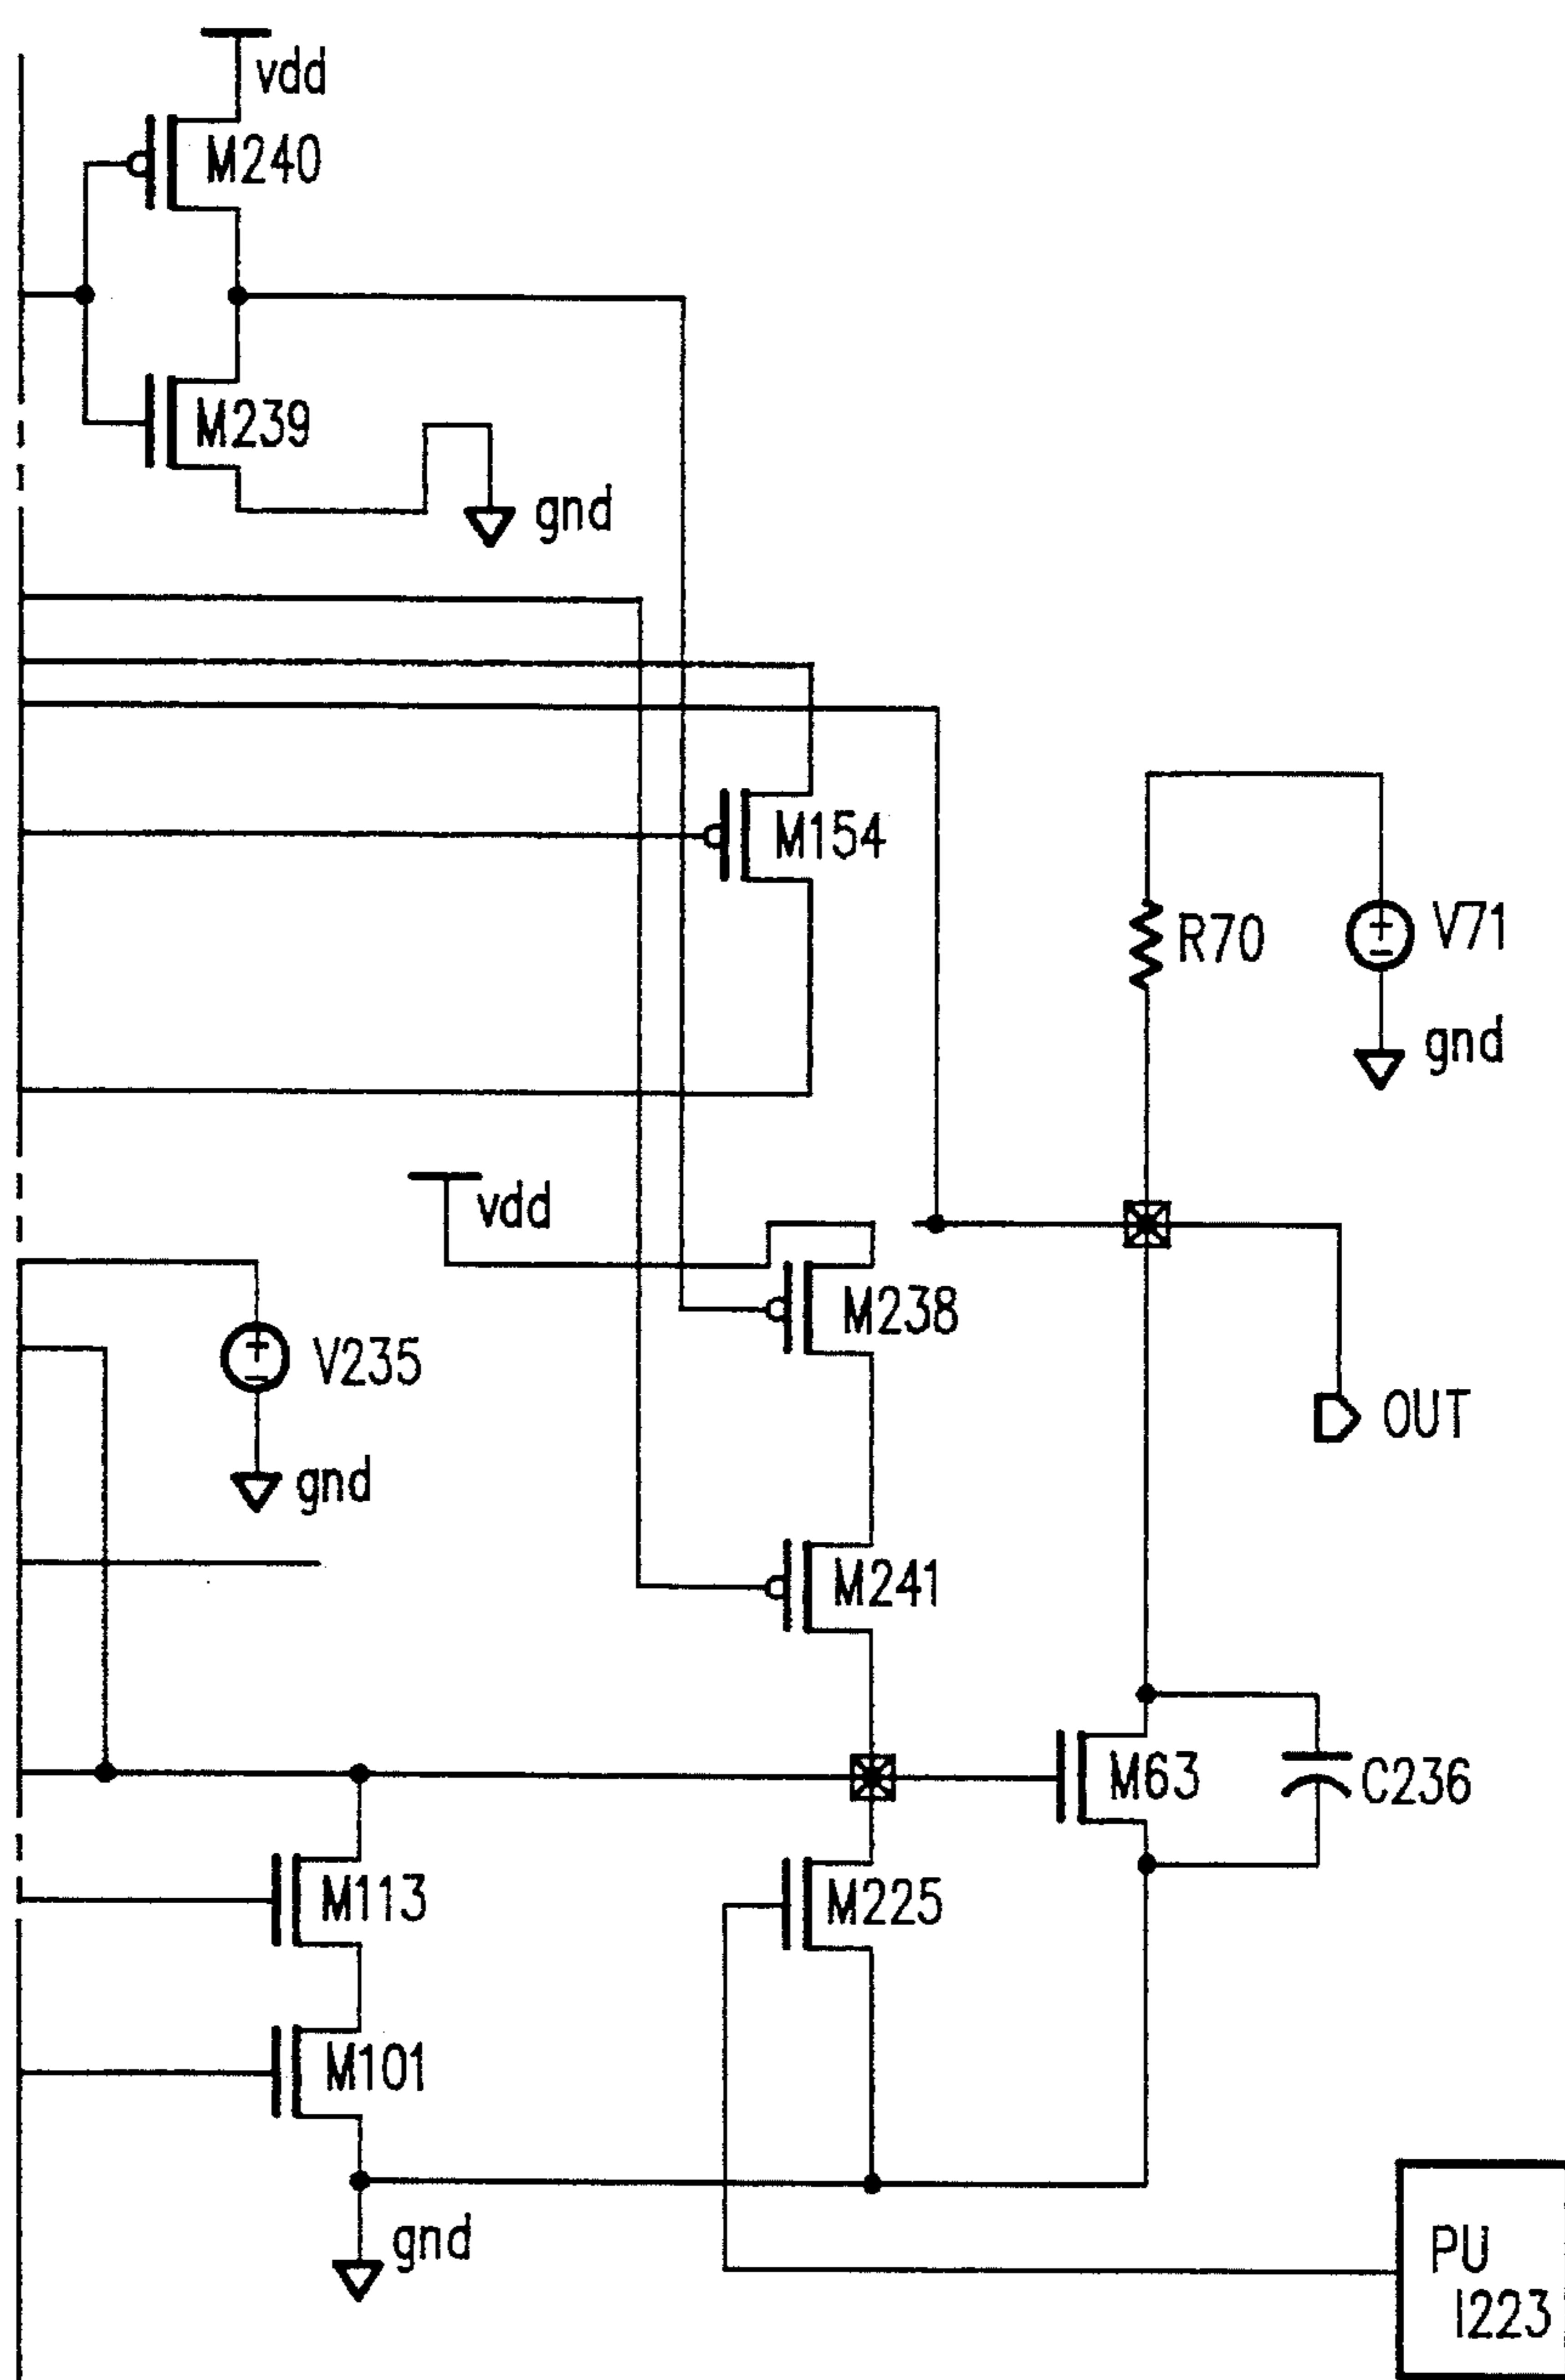 vdd
M240
M239
gnd
M154
R70
V71
gnd
vdd
M238
V235
OUT
gnd
M241
M63
C236
M113
M225
M101
gnd
PU
I223